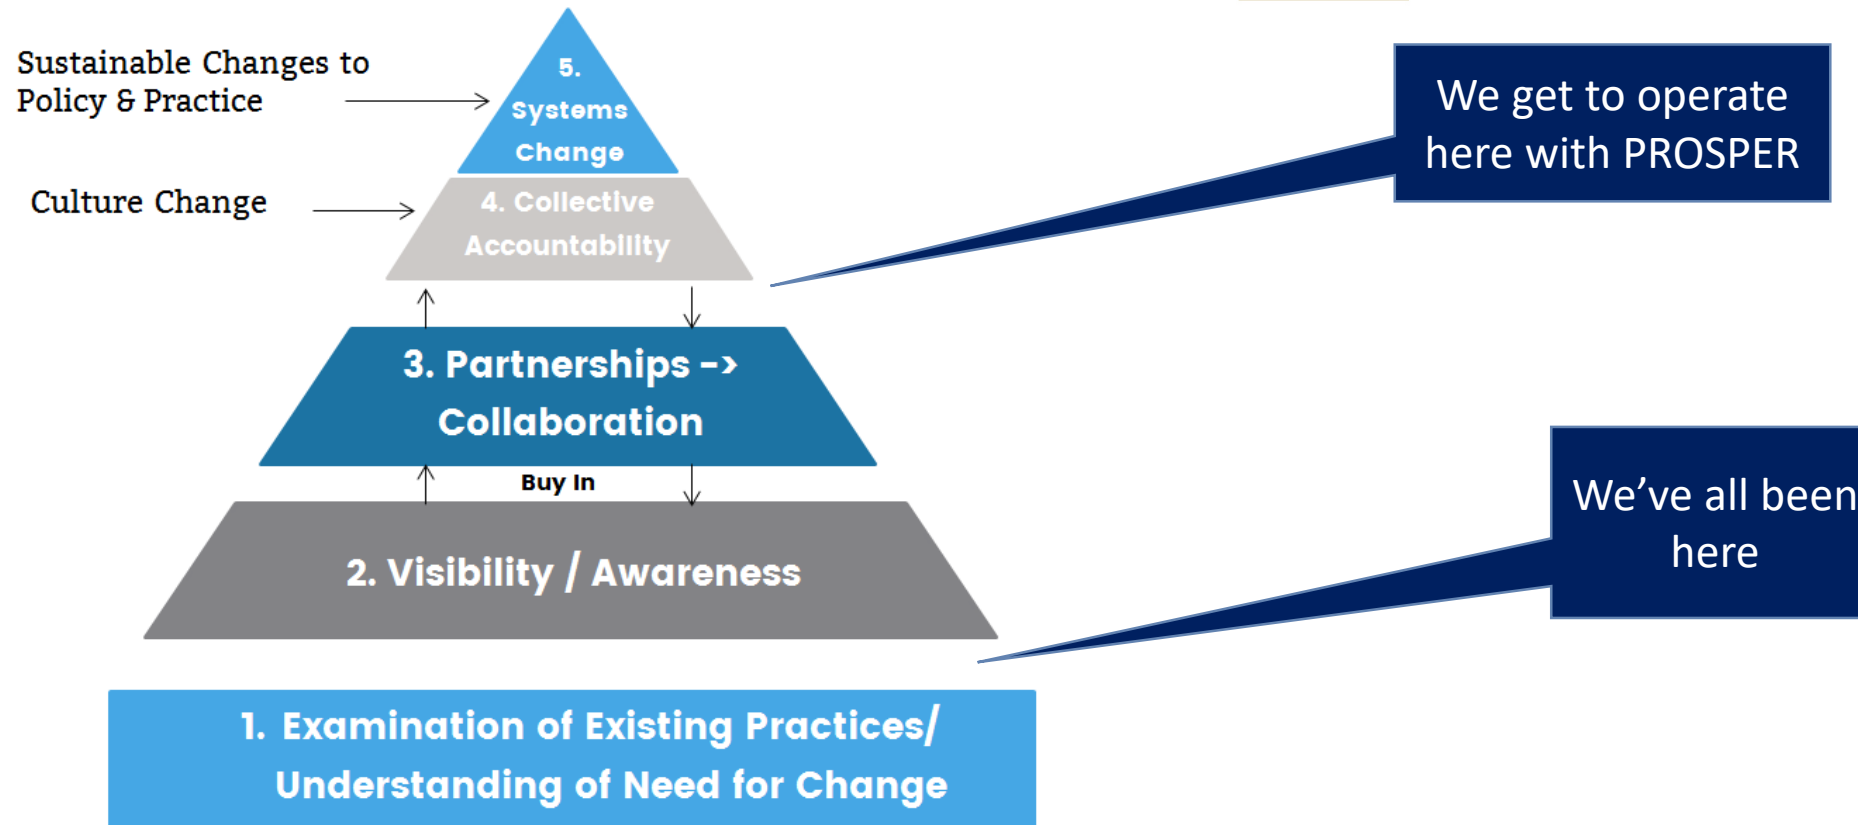 Sustainable Changes to
Policy & Practice
5.
Systems
Change
We get to operate
here with PROSPER
Culture Change
4. Collective
Accountability
3. Partnerships ->
Collaboration
Buy In
We’ve all been
here
2. Visibility / Awareness
1. Examination of Existing Practices/
Understanding of Need for Change